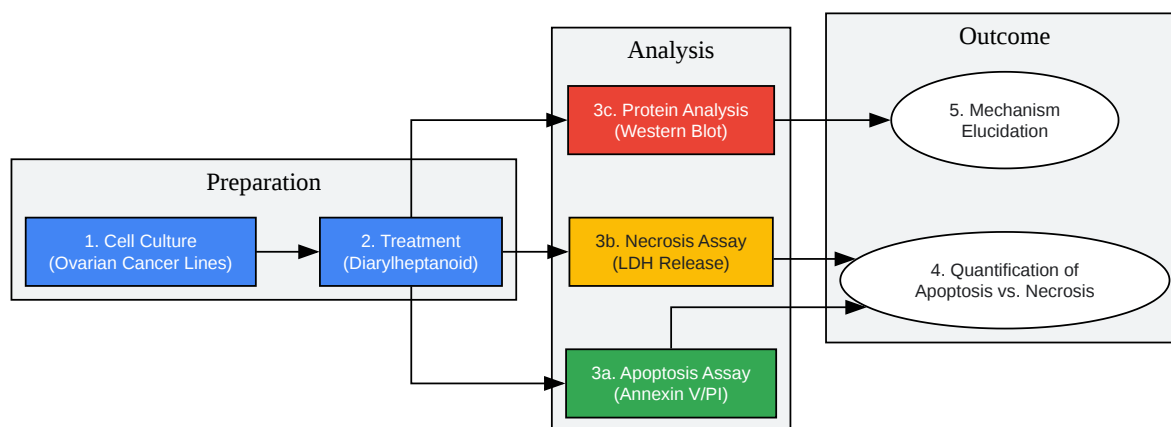 Preparation
1. Cell Culture
(Ovarian Cancer Lines)
2. Treatment
(Diarylheptanoid)
Analysis
3c. Protein Analysis
(Western Blot)
3b. Necrosis Assay
(LDH Release)
3a. Apoptosis Assay
(Annexin V/PI)
Outcome
5. Mechanism
Elucidation
4. Quantification of
Apoptosis vs. Necrosis